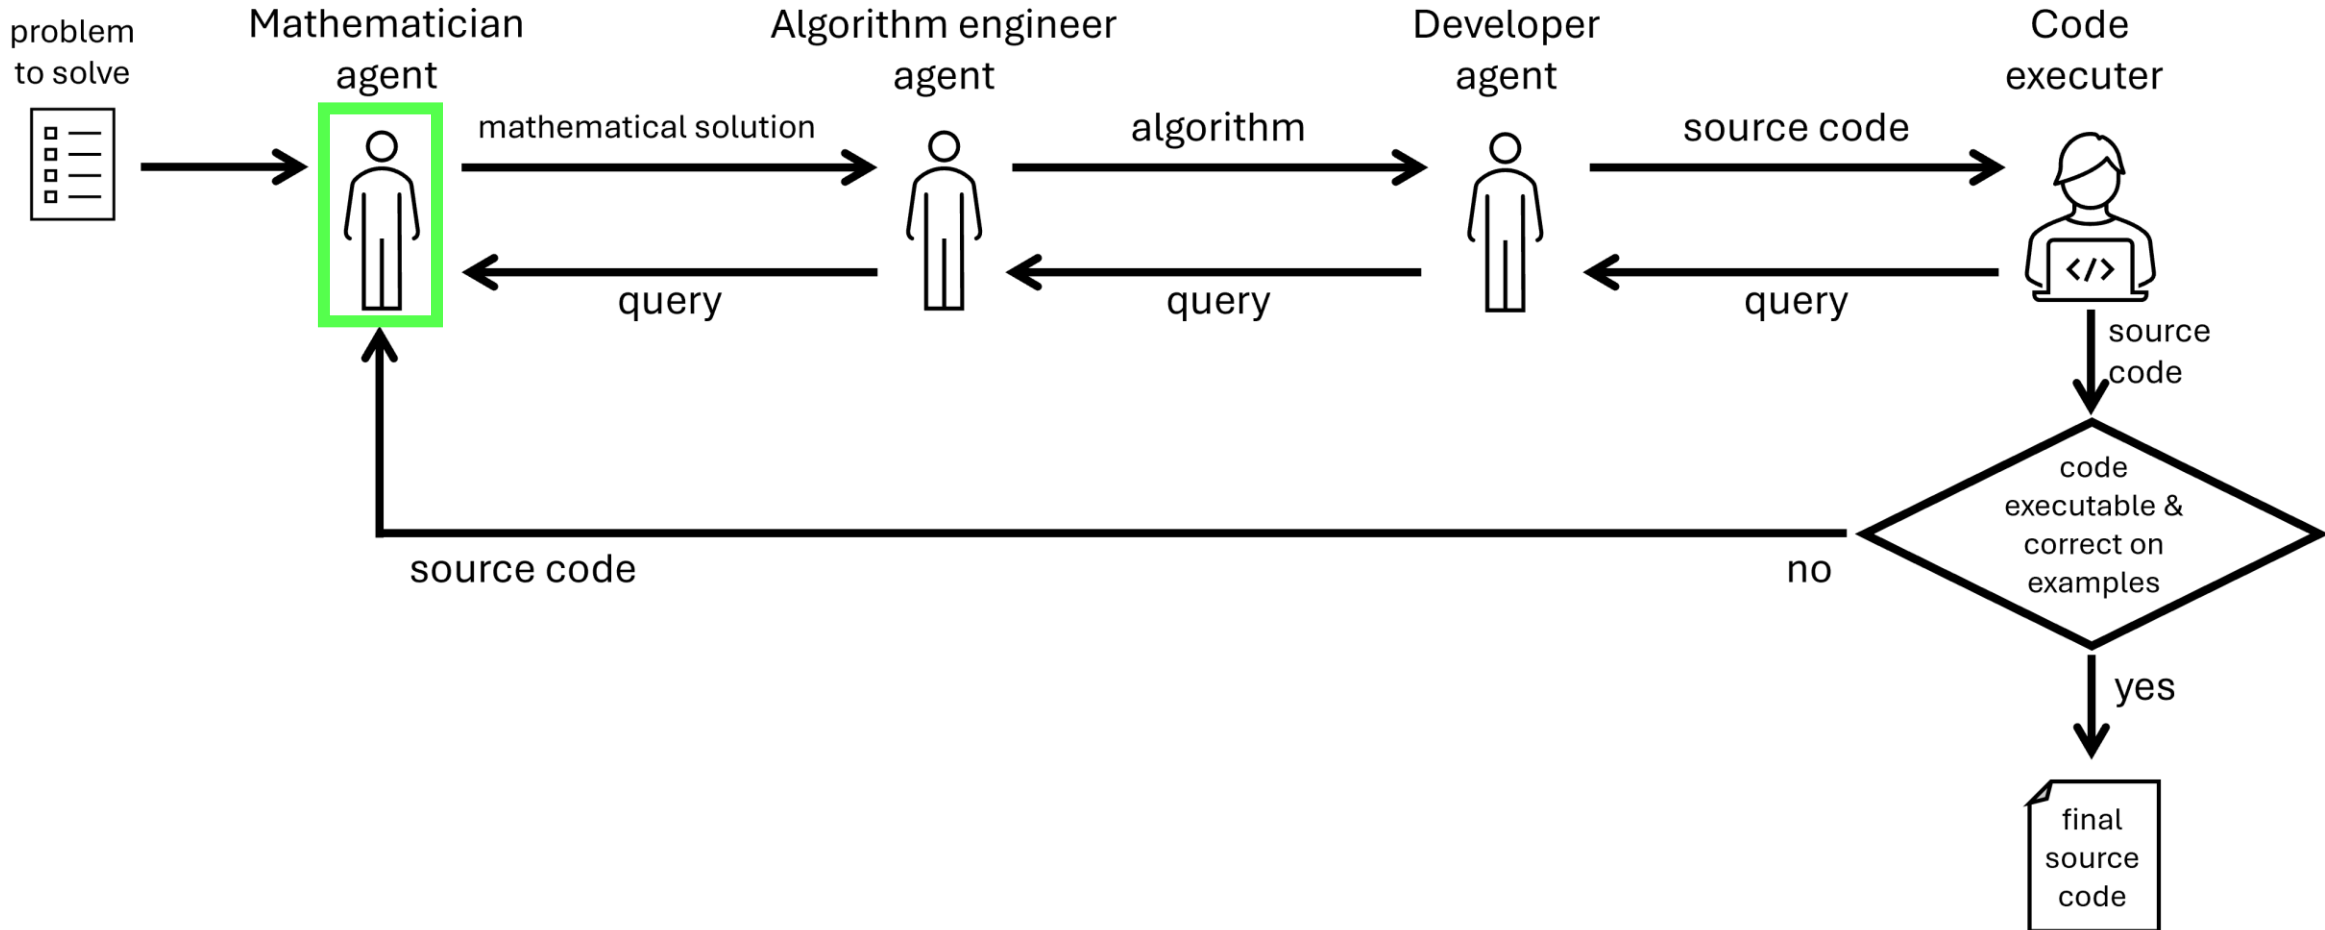 problem
to solve
Mathematician
agent
Algorithm engineer
agent
Developer
agent
Code
executer
mathematical solution
algorithm
source code
query
query
query
</>
source
code
code
executable &
correct on
examples
no
source code
yes
final
source
code